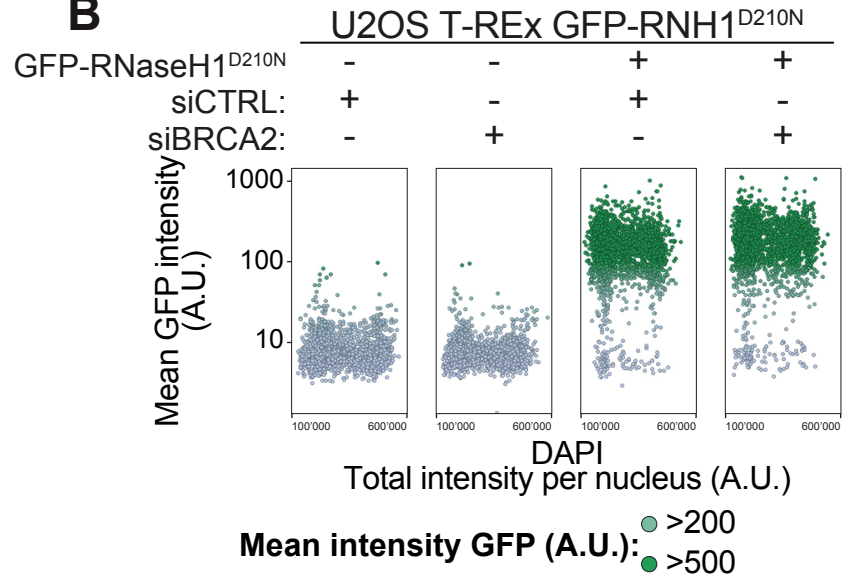 B
U2OS T-REx GFP-RNH1D210N
GFP-RNaseH1D210N - - + +
siCTRL: + - + -
siBRCA2: - + - +
Mean GFP intensity
(A.U.)
1000
100
10
100'000 600'000 100'000 600'000 100'000 600'000 100'000 600'000
DAPI
Total intensity per nucleus (A.U.)
Mean intensity GFP (A.U.): >200
>500